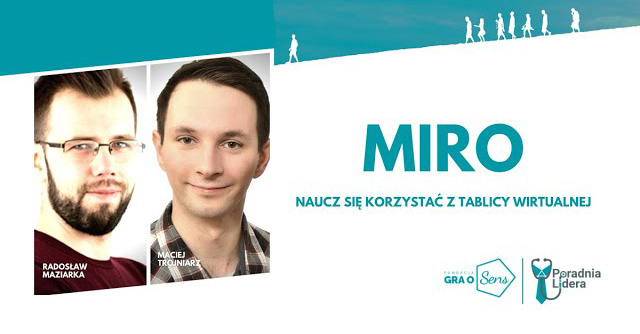 MIRO
NAUCZ SIĘ KORZYSTAĆ Z TABLICY WIRTUALNEJ
RADOSŁAW
MAZIARKA
MACIEJ
TROJNIARZ
FUNDACJA
GRA O Sens
Poradnia
Lidera